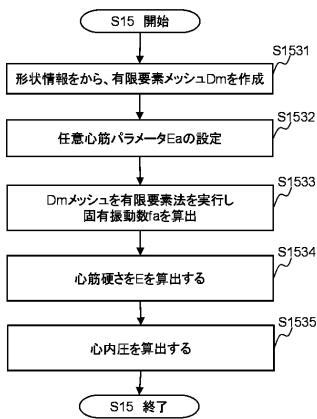 S15 開始
S1531
形状情報をから、有限要素メッシュDmを作成
S1532
任意心筋パラメータEaの設定
S1533
Dmメッシュを有限要素法を実行し
固有振動数faを算出
S1534
心筋硬さをEを算出する
S1535
心内圧を算出する
S15 終了